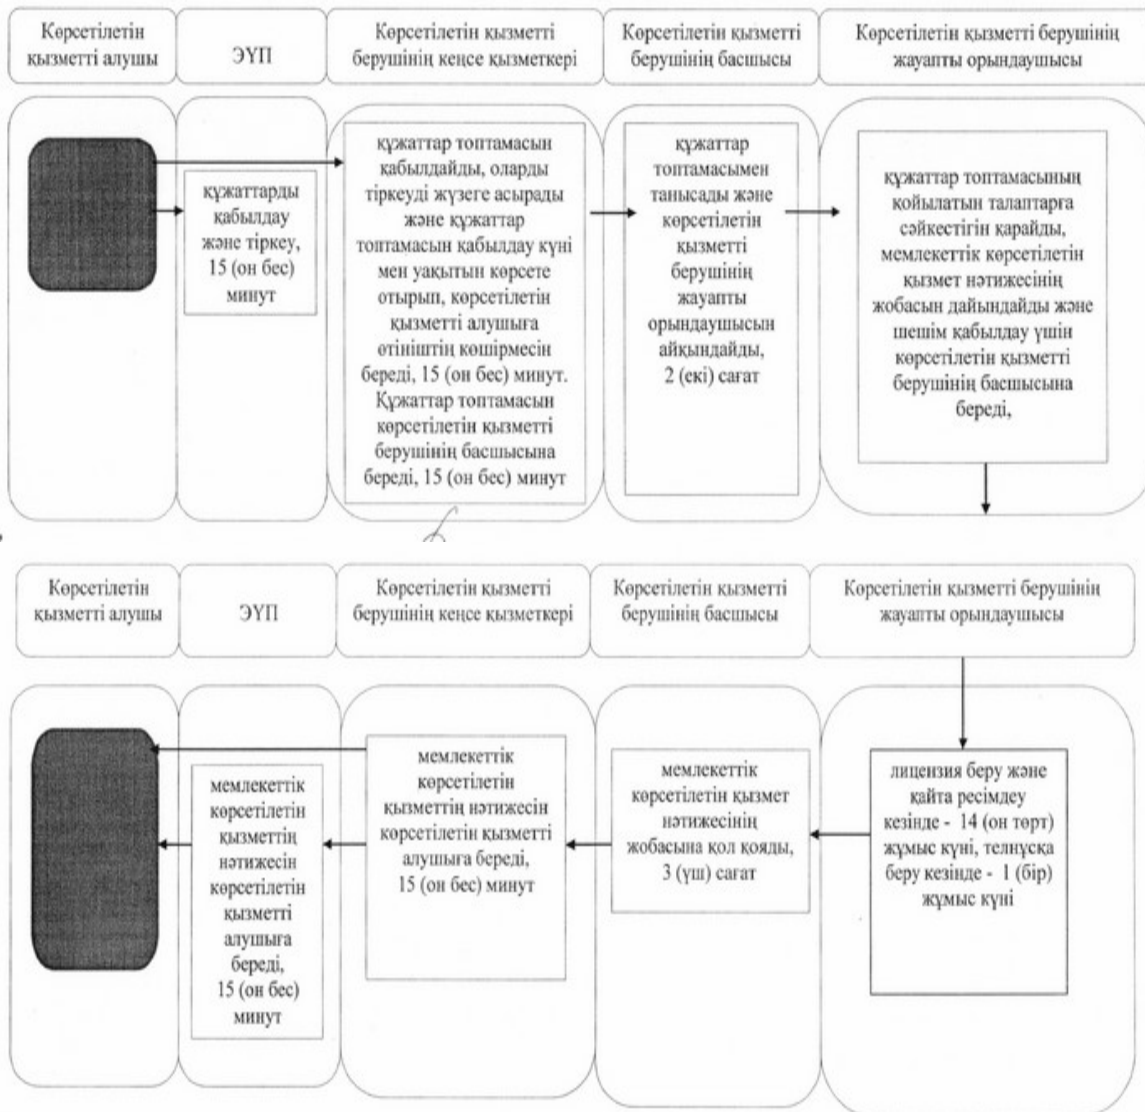 Көрсетілетін
қызметті алушы
ЭҮП
Көрсетілетін қызметті
берушінің кеңсе қызметкері
Көрсетілетін қызметті
берушінің басшысы
Көрсетілетін қызметті берушінің
жауапты орындаушысы
құжаттарды
қабылдау
және тіркеу,
15 (он бес)
минут
құжаттар топтамасын
қабылдайды, оларды
тіркеуді жүзеге асырады
және құжаттар
топтамасын қабылдау күні
мен уақытын көрсете
отырып, көрсетілетін
қызметті алушыға
өтініштің көшірмесін
береді, 15 (он бес) минут.
Құжаттар топтамасын
көрсетілетін қызметті
берушінің басшысына
береді, 15 (он бес) минут
құжаттар
топтамасымен
танысады және
көрсетілетін
қызметті
берушінің
жауапты
орындаушысын
айқындайды,
2 (екі) сағат
құжаттар топтамасының
қойылатын талаптарға
сәйкестігін қарайды,
мемлекеттік көрсетілетін
қызмет нәтижесінің
жобасын дайындайды және
шешім қабылдау үшін
көрсетілетін қызметті
берушінің басшысына
береді,
Көрсетілетін
қызметті алушы
ЭҮП
Көрсетілетін қызметті
берушінің кеңсе қызметкері
Көрсетілетін қызметті
берушінің басшысы
Көрсетілетін қызметті берушінің
жауапты орындаушысы
мемлекеттік
көрсетілетін
қызметтің
нәтижесін
көрсетілетін
қызметті
алушыға
береді,
15 (он бес)
минут
мемлекеттік
көрсетілетін
қызметтің нәтижесін
көрсетілетін қызметті
алушыға береді,
15 (он бес) минут
мемлекеттік
көрсетілетін қызмет
нәтижесінің
жобасына қол қояды,
3 (үш) сағат
лицензия беру және
қайта ресімдеу
кезінде - 14 (он төрт)
жұмыс күні, телнұсқа
беру кезінде - 1 (бір)
жұмыс күні